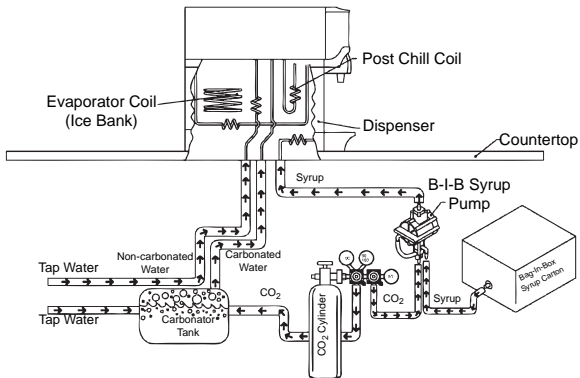 Post Chill Coil
Evaporator Coil
(Ice Bank)
Dispenser
Countertop
Syrup
B-I-B Syrup
Pump
Non-carbonated
Water
Carbonated
Water
Tap Water
Tap Water
Carbonator
Tank
CO2
CO2 Cylinder
CO2
Syrup
Bag-In-Box
Syrup Carton